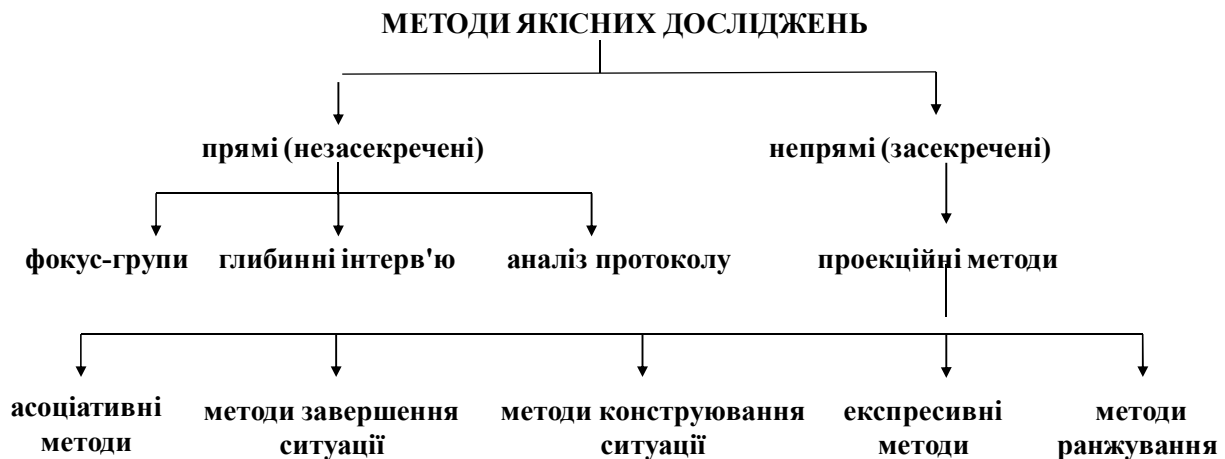 МЕТОДИ ЯКІСНИХ ДОСЛІДЖЕНЬ
прямі (незасекречені)
непрямі (засекречені)
фокус-групи
глибинні інтерв'ю
аналіз протоколу
проекційні методи
асоціативні
методи
методи завершення
ситуації
методи конструювання
ситуації
експресивні
методи
методи
ранжування